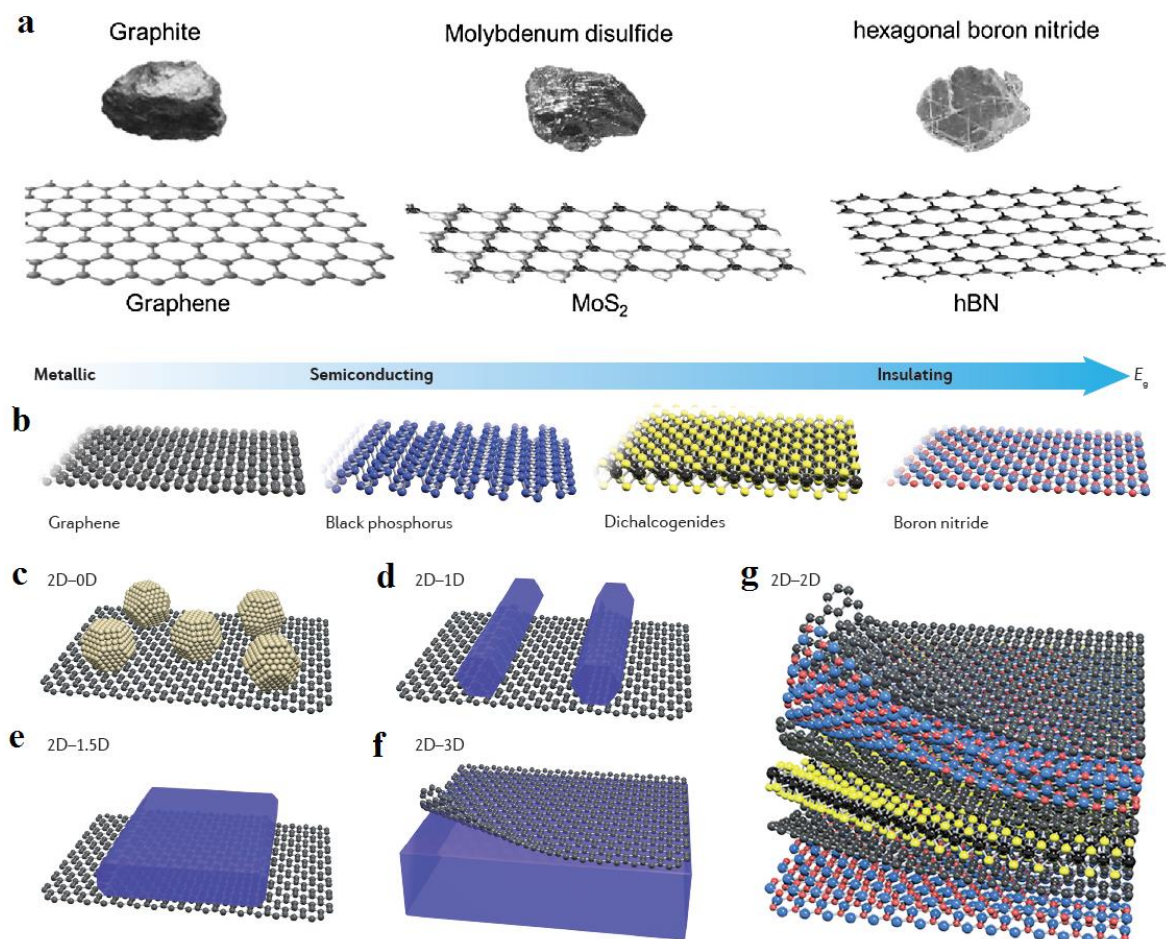 a
Graphite
Molybdenum disulfide
hexagonal boron nitride
Graphene
MoS₂
hBN
Metallic
Semiconducting
Insulating
E_g
b
Graphene
Black phosphorus
Dichalcogenides
Boron nitride
c
2D–0D
d
2D–1D
g
2D–2D
e
2D–1.5D
f
2D–3D